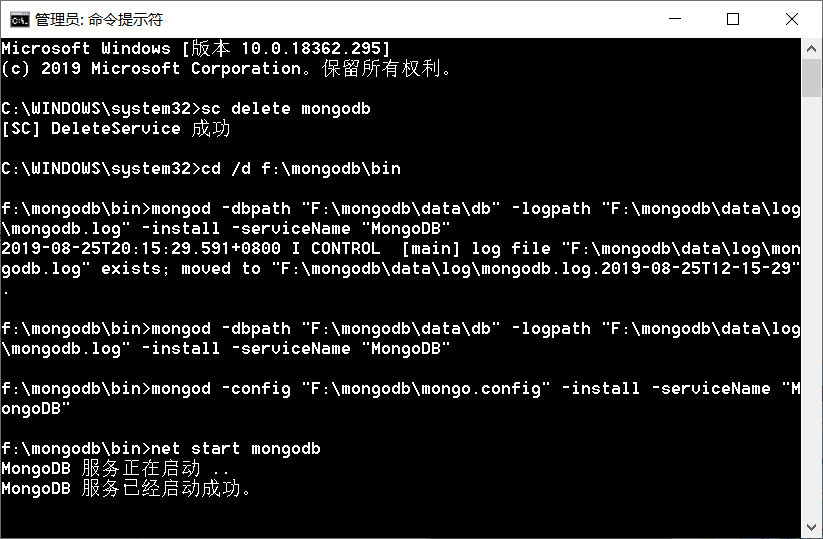 管理员: 命令提示符
Microsoft Windows [版本 10.0.18362.295]
(c) 2019 Microsoft Corporation。保留所有权利。
C:\WINDOWS\system32>sc delete mongodb
[SC] DeleteService 成功
C:\WINDOWS\system32>cd /d f:\mongodb\bin
f:\mongodb\bin>mongod -dbpath "F:\mongodb\data\db" -logpath "F:\mongodb\data\log
\mongodb.log" -install -serviceName "MongoDB"
2019-08-25T20:15:29.591+0800 I CONTROL  [main] log file "F:\mongodb\data\log\mon
godb.log" exists; moved to "F:\mongodb\data\log\mongodb.log.2019-08-25T12-15-29"
.
f:\mongodb\bin>mongod -dbpath "F:\mongodb\data\db" -logpath "F:\mongodb\data\log
\mongodb.log" -install -serviceName "MongoDB"
f:\mongodb\bin>mongod -config "F:\mongodb\mongo.config" -install -serviceName "M
ongoDB"
f:\mongodb\bin>net start mongodb
MongoDB 服务正在启动 ..
MongoDB 服务已经启动成功。